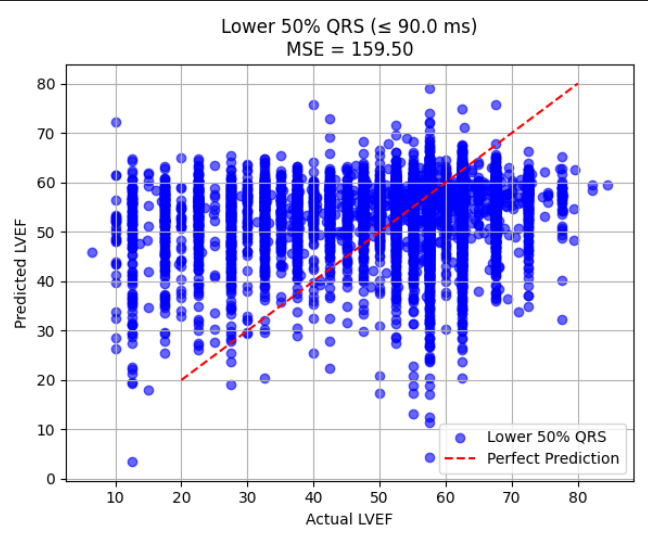 Lower 50% QRS (≤ 90.0 ms)
MSE = 159.50
80
70
60
50
40
30
20
10
0
Predicted LVEF
Lower 50% QRS
Perfect Prediction
10 20 30 40 50 60 70 80
Actual LVEF